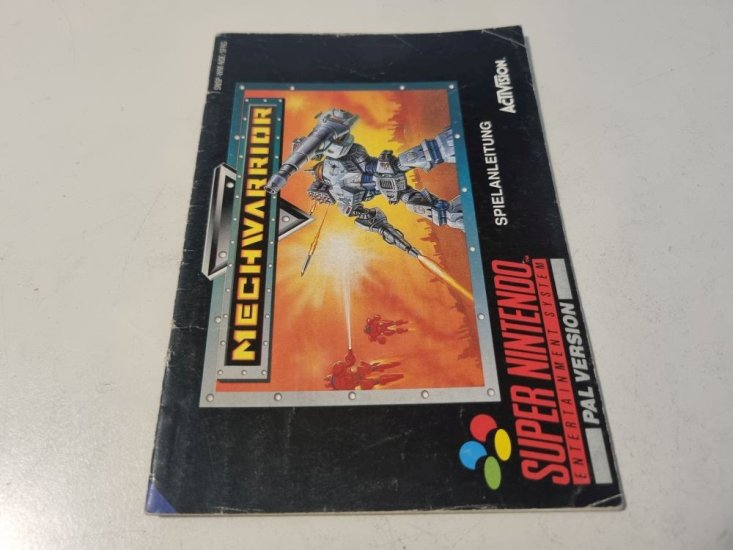 MECHWARRIOR
SPIELANLEITUNG
ACTIVISION.
SUPER NINTENDO
ENTERTAINMENT SYSTEM
PAL VERSION